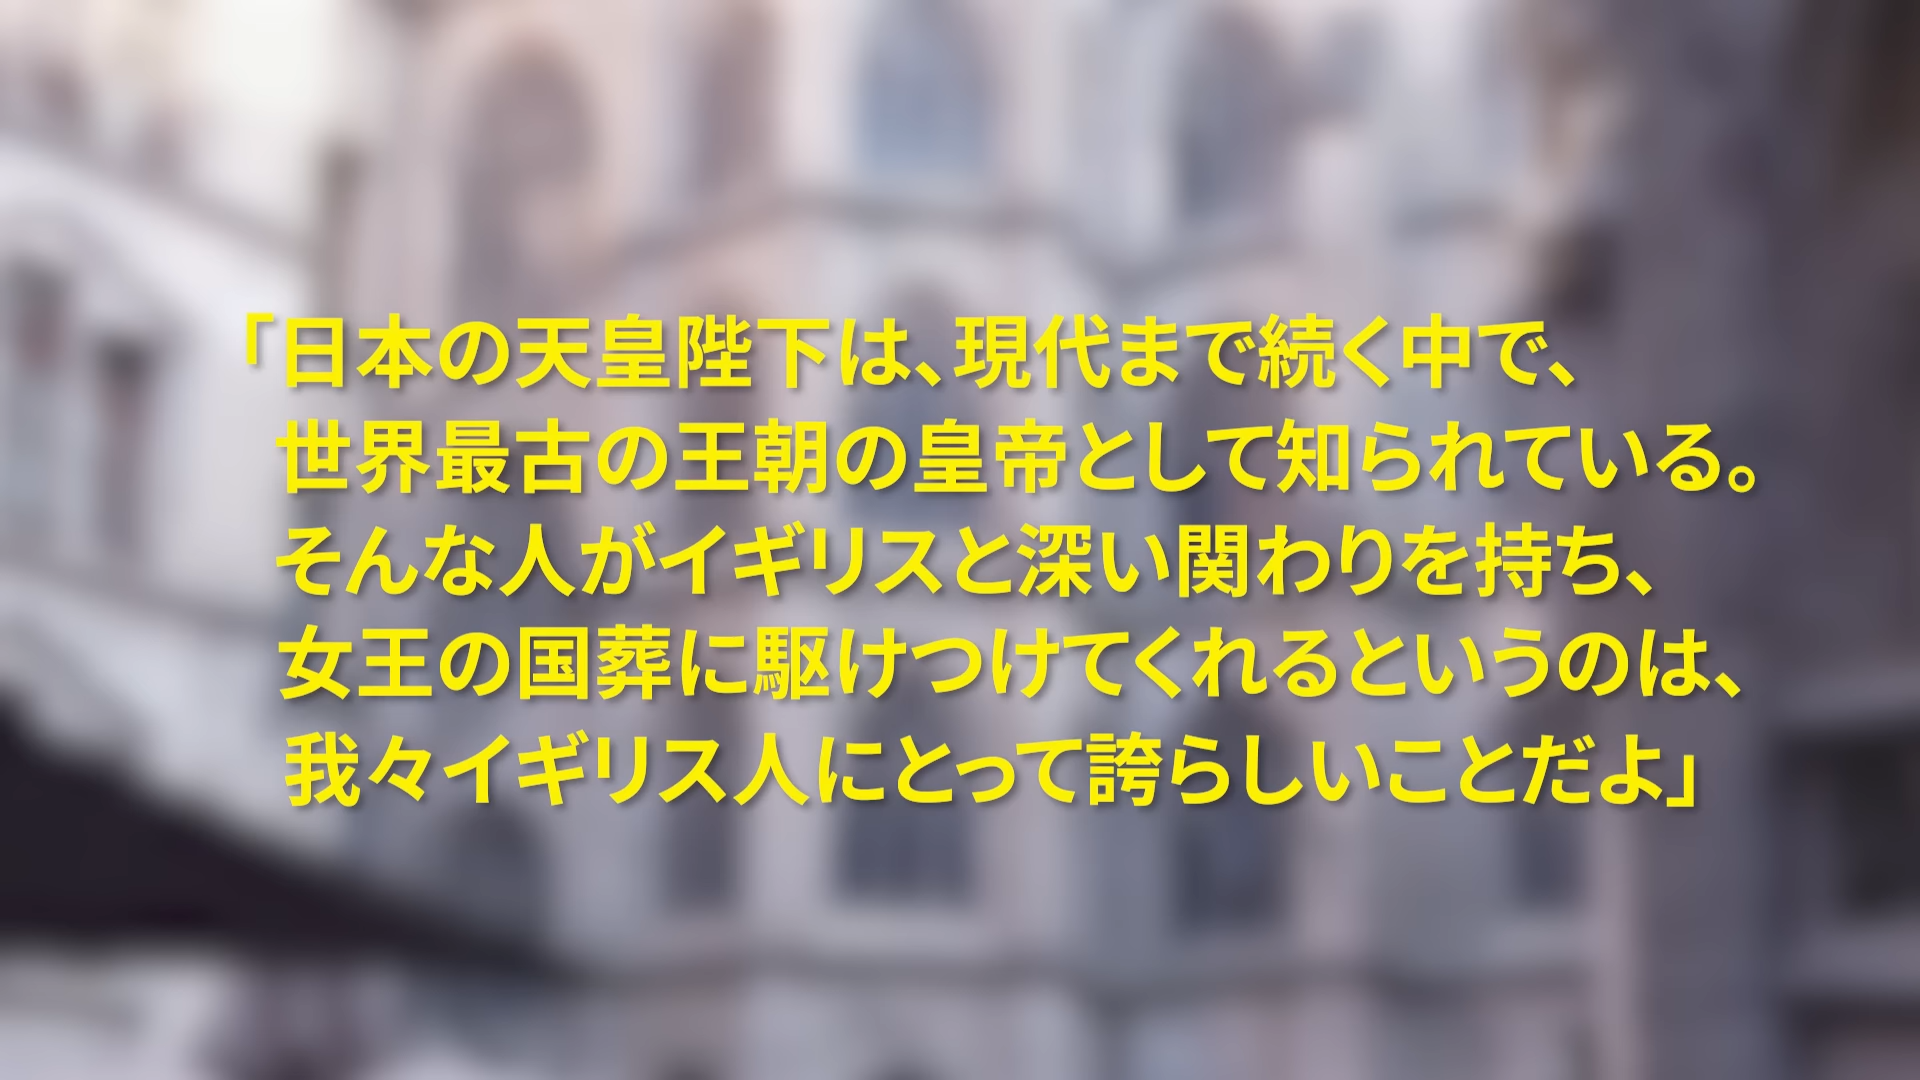 「日本の天皇陛下は、現代まで続く中で、
世界最古の王朝の皇帝として知られている。
そんな人がイギリスと深い関わりを持ち、
女王の国葬に駆けつけてくれるというのは、
我々イギリス人にとって誇らしいことだよ」